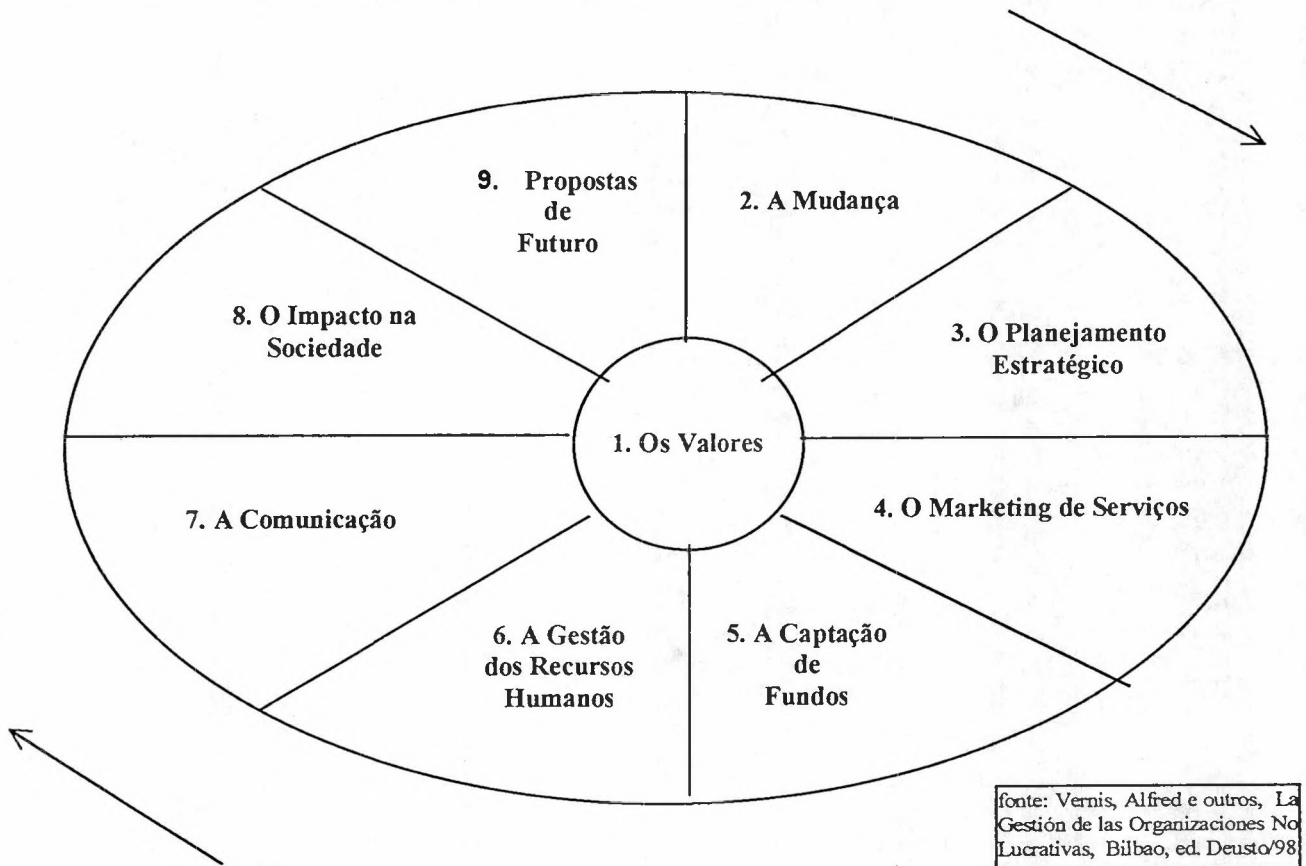 1. Os Valores
2. A Mudança
3. O Planejamento
Estratégico
4. O Marketing de Serviços
5. A Captação
de
Fundos
6. A Gestão
dos Recursos
Humanos
7. A Comunicação
8. O Impacto na
Sociedade
9. Propostas
de
Futuro
fonte: Vernis, Alfred e outros, La
Gestión de las Organizaciones No
Lucrativas, Bilbao, ed. Deusto/98